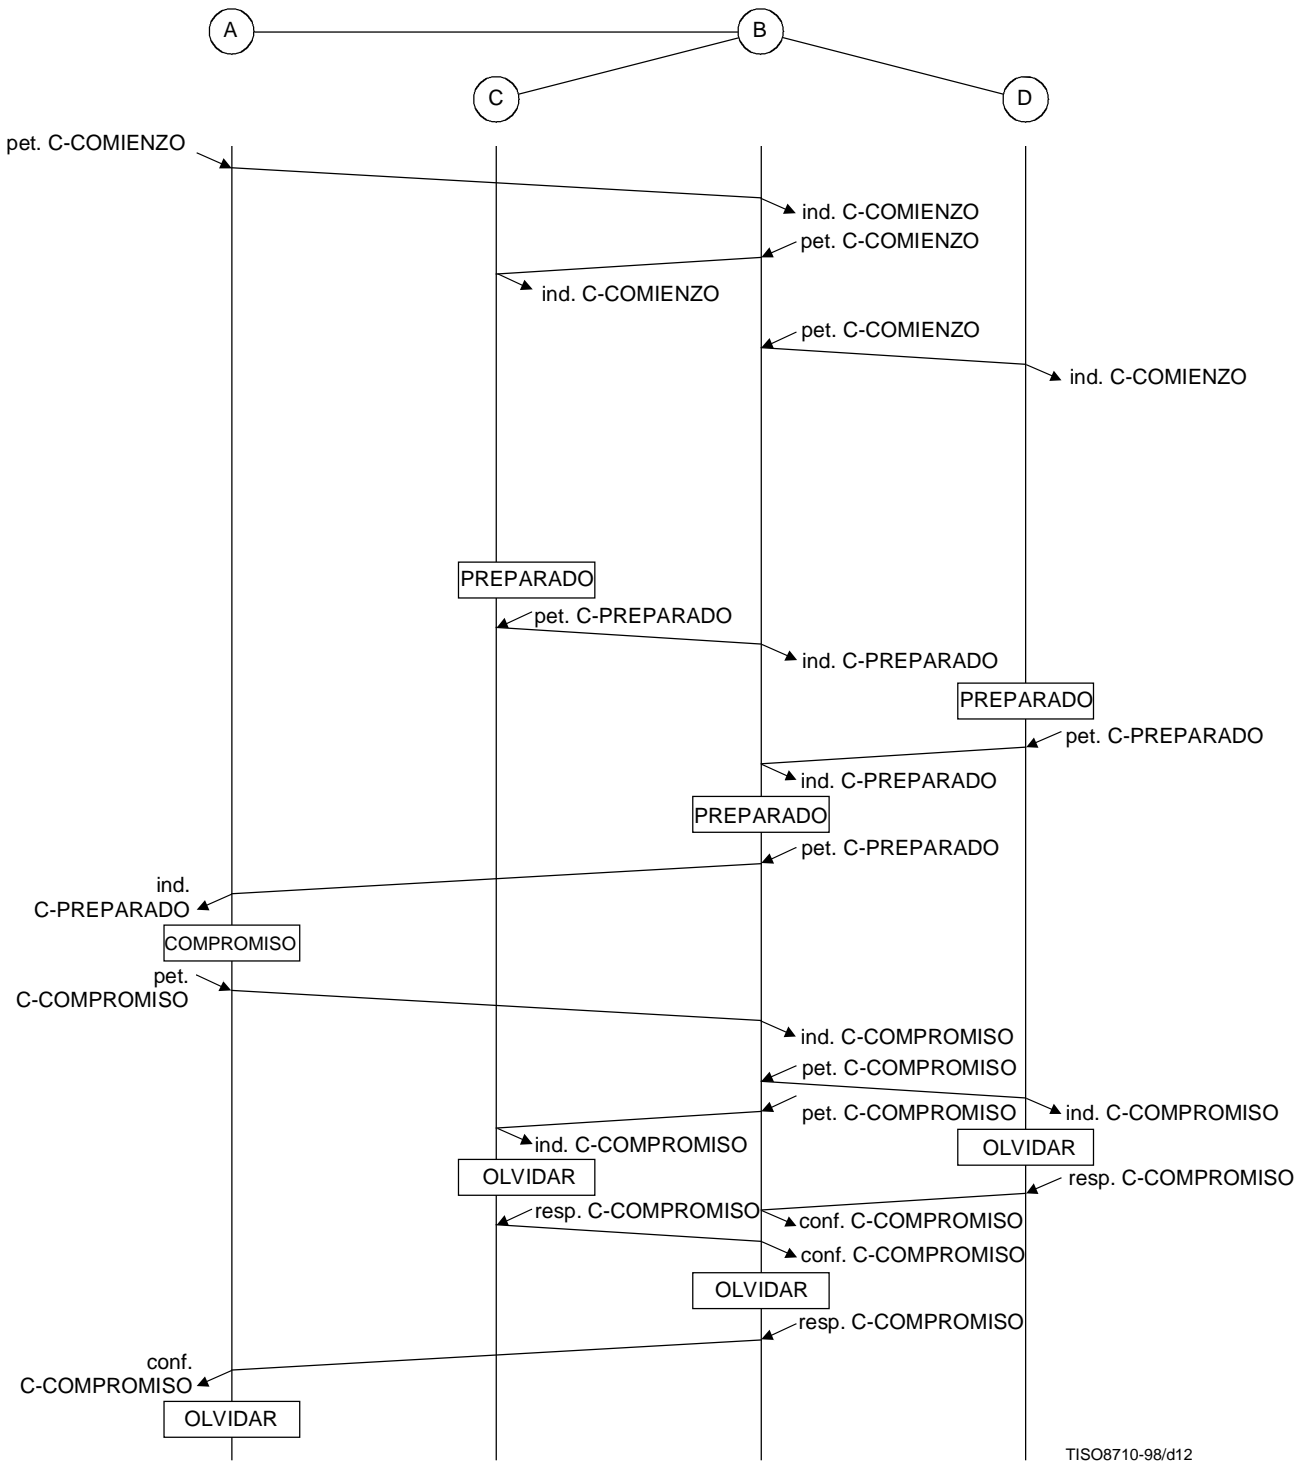 A
B
C
D
pet. C-COMIENZO
ind. C-COMIENZO
pet. C-COMIENZO
ind. C-COMIENZO
pet. C-COMIENZO
ind. C-COMIENZO
PREPARADO
pet. C-PREPARADO
ind. C-PREPARADO
PREPARADO
pet. C-PREPARADO
ind. C-PREPARADO
PREPARADO
pet. C-PREPARADO
ind.
C-PREPARADO
COMPROMISO
pet.
C-COMPROMISO
ind. C-COMPROMISO
pet. C-COMPROMISO
pet. C-COMPROMISO
ind. C-COMPROMISO
ind. C-COMPROMISO
OLVIDAR
OLVIDAR
resp. C-COMPROMISO
resp. C-COMPROMISO
conf. C-COMPROMISO
conf. C-COMPROMISO
OLVIDAR
resp. C-COMPROMISO
conf.
C-COMPROMISO
OLVIDAR
TISO8710-98/d12